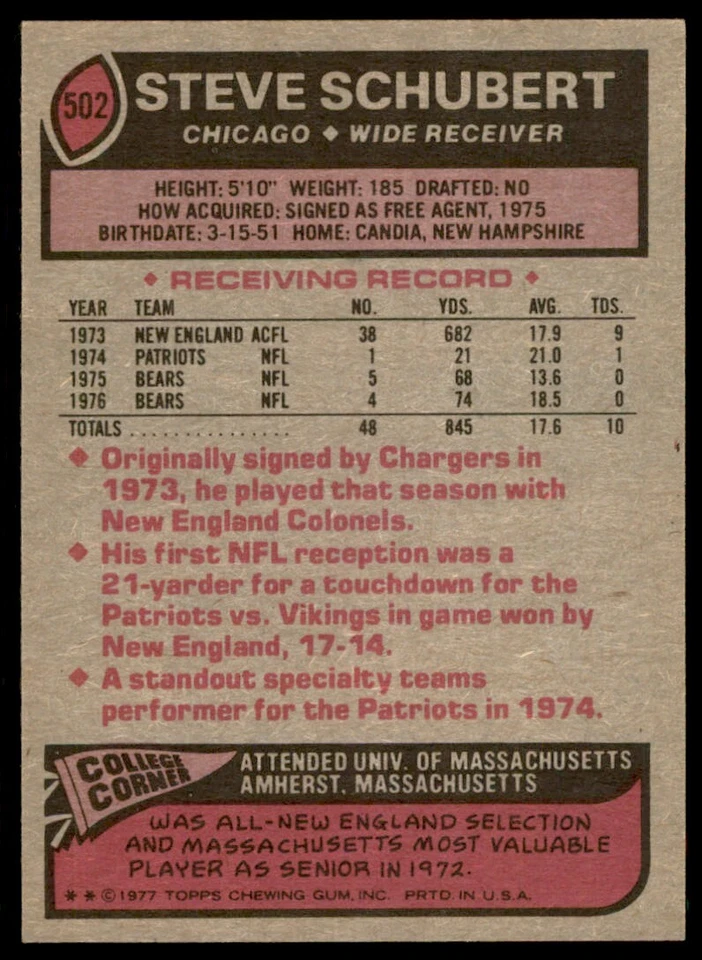 502
STEVE SCHUBERT
CHICAGO ♦ WIDE RECEIVER
HEIGHT: 5'10" WEIGHT: 185 DRAFTED: NO
HOW ACQUIRED: SIGNED AS FREE AGENT, 1975
BIRTHDATE: 3-15-51 HOME: CANDIA, NEW HAMPSHIRE
♦ RECEIVING RECORD ♦
YEAR TEAM NO. YDS. AVG. TDS.
1973 NEW ENGLAND ACFL 38 682 17.9 9
1974 PATRIOTS NFL 1 21 21.0 1
1975 BEARS NFL 5 68 13.6 0
1976 BEARS NFL 4 74 18.5 0
TOTALS ............... 48 845 17.6 10
♦ Originally signed by Chargers in
1973, he played that season with
New England Colonels.
♦ His first NFL reception was a
21-yarder for a touchdown for the
Patriots vs. Vikings in game won by
New England, 17-14.
♦ A standout specialty teams
performer for the Patriots in 1974.
COLLEGE
CORNER
ATTENDED UNIV. OF MASSACHUSETTS
AMHERST, MASSACHUSETTS
WAS ALL-NEW ENGLAND SELECTION
AND MASSACHUSETTS MOST VALUABLE
PLAYER AS SENIOR IN 1972.
** © 1977 TOPPS CHEWING GUM, INC. PRTD. IN U.S.A.